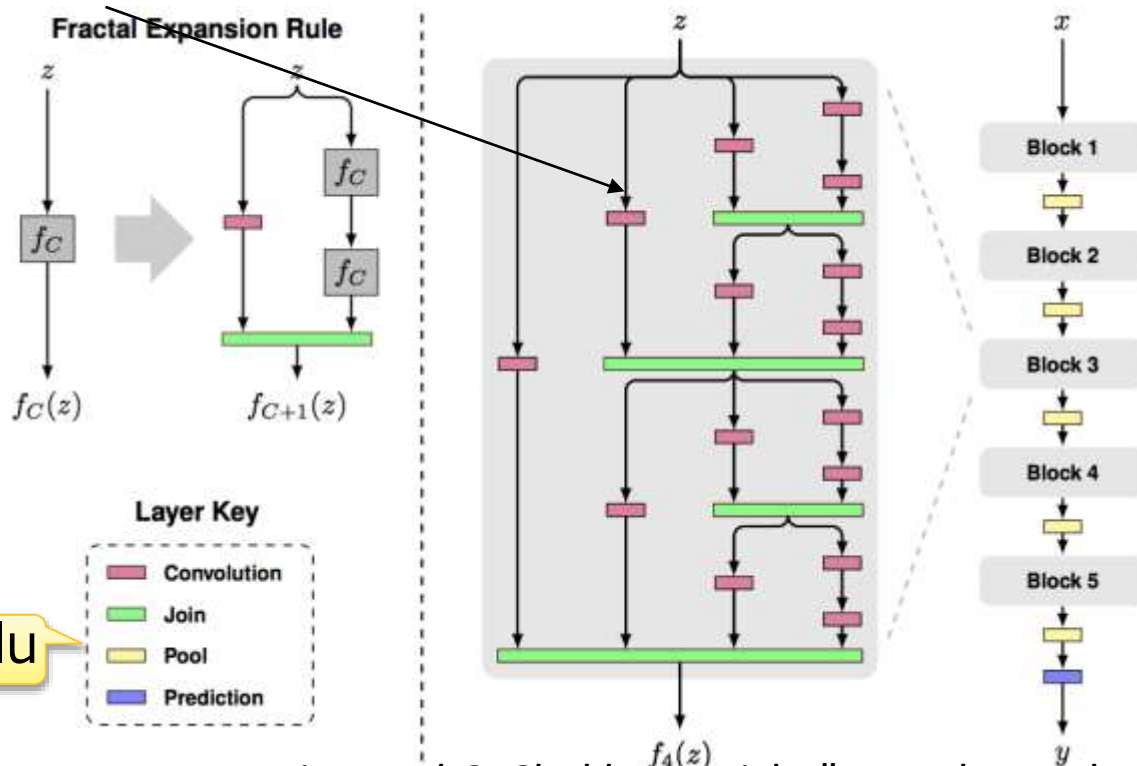 Fractal Expansion Rule
z
f_C
f_C(z)
z
f_C
f_C
f_{C+1}(z)
Layer Key
Convolution
Join
Pool
Prediction
lu
z
f_4(z)
x
Block 1
Block 2
Block 3
Block 4
Block 5
y